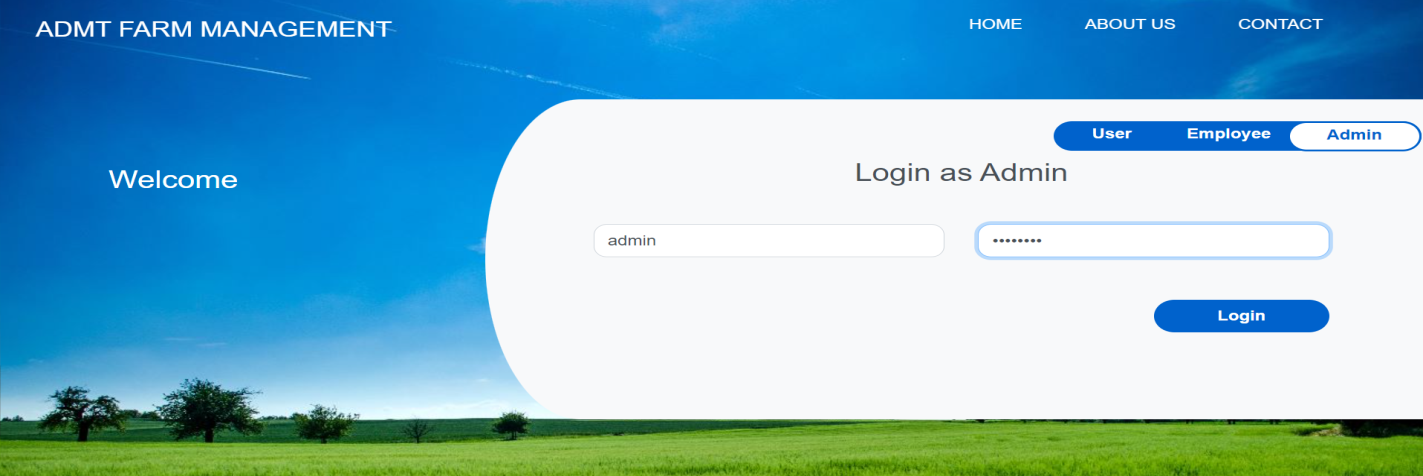 ADMT FARM MANAGEMENT
HOME ABOUT US CONTACT
User Employee Admin
Welcome
Login as Admin
admin ••••••••
Login